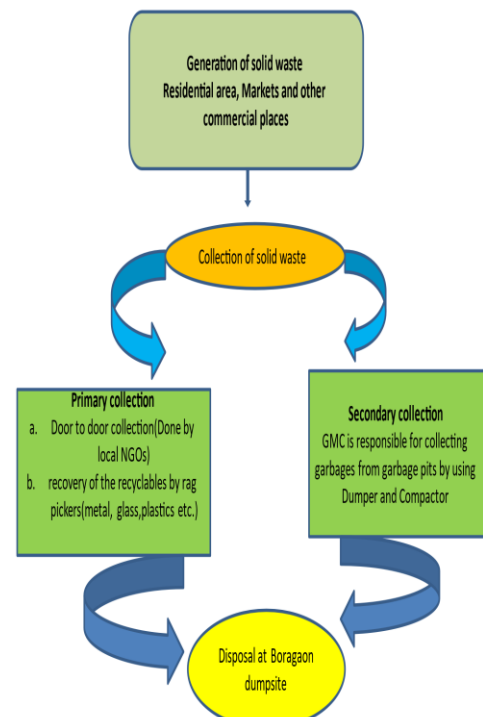 Generation of solid waste
Residential area, Markets and other
commercial places
Collection of solid waste
Primary collection
a. Door to door collection(Done by
local NGOs)
b. recovery of the recyclables by rag
pickers(metal, glass,plastics etc.)
Secondary collection
GMC is responsible for collecting
garbages from garbage pits by using
Dumper and Compactor
Disposal at Boragaon
dumpsite